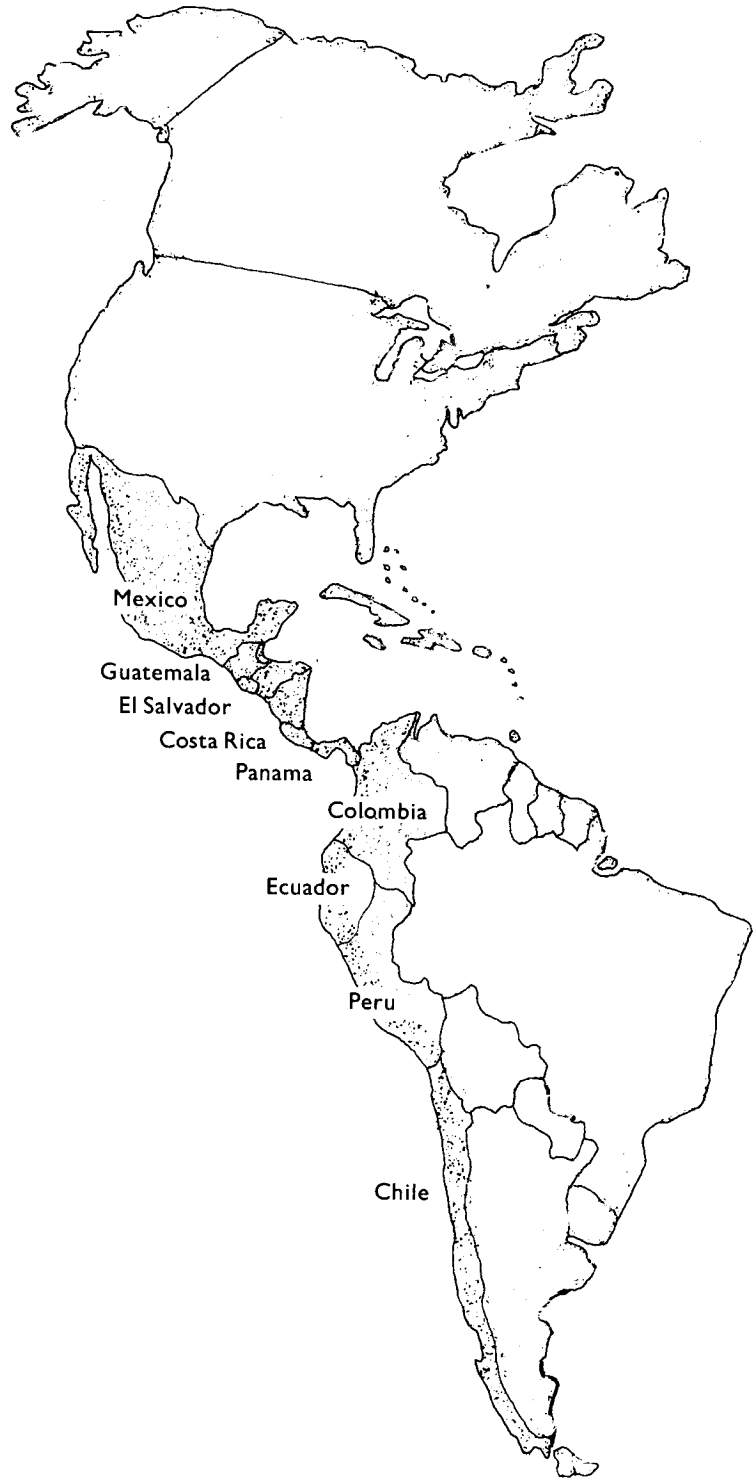 Mexico
Guatemala
El Salvador
Costa Rica
Panama
Colombia
Ecuador
Peru
Chile